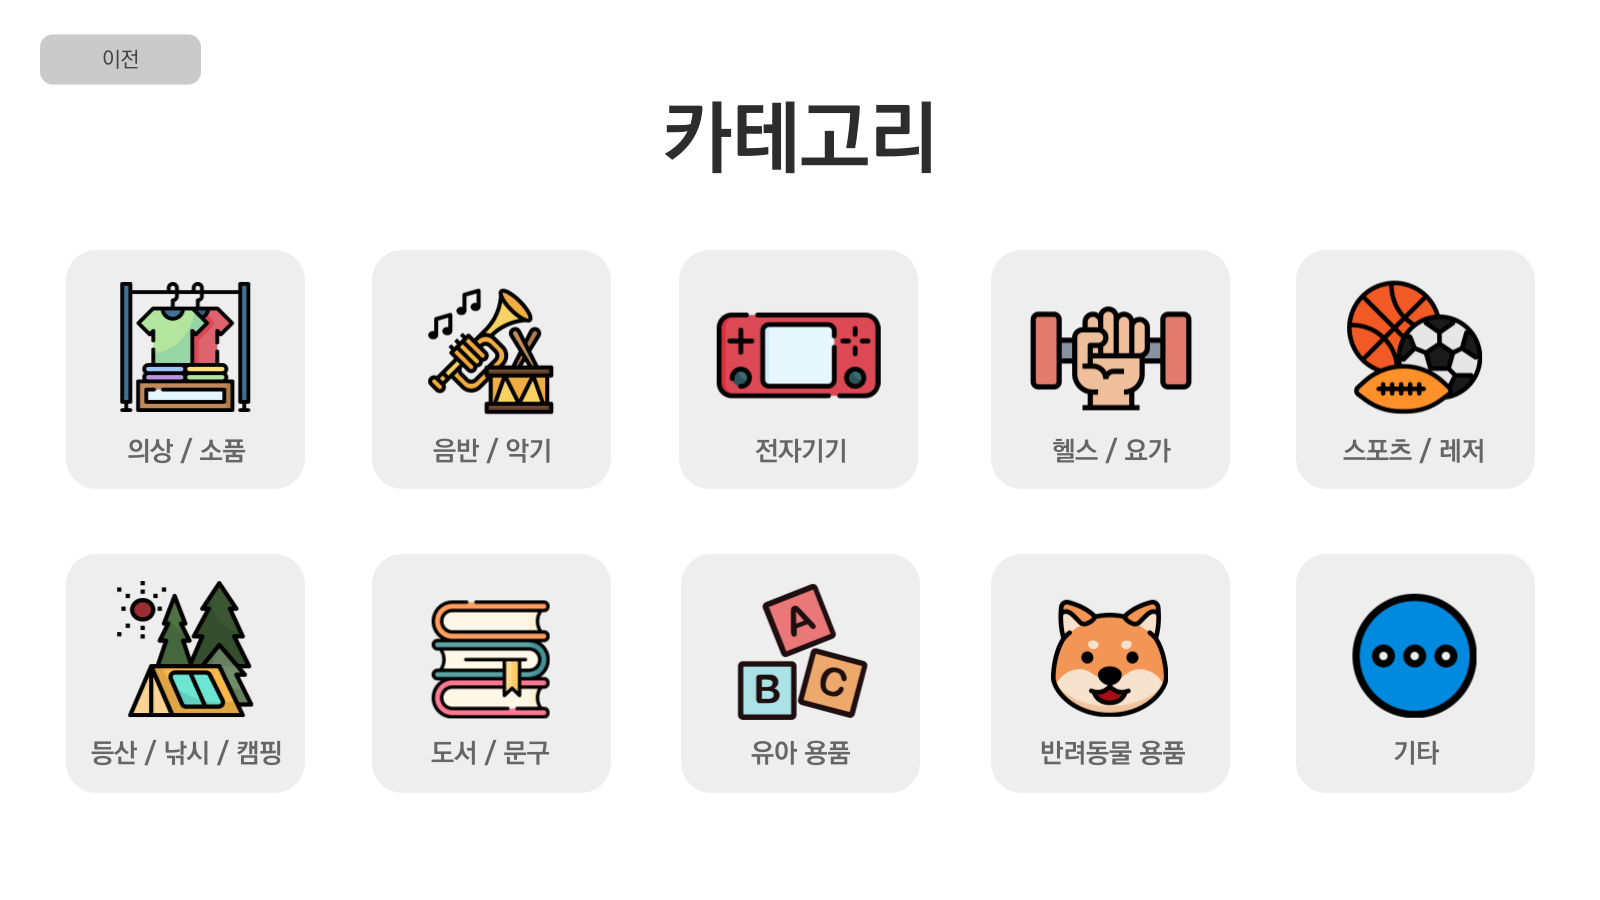 이전
카테고리
의상 / 소품
음반 / 악기
전자기기
헬스 / 요가
스포츠 / 레저
등산 / 낚시 / 캠핑
도서 / 문구
A
B
C
유아 용품
반려동물 용품
기타